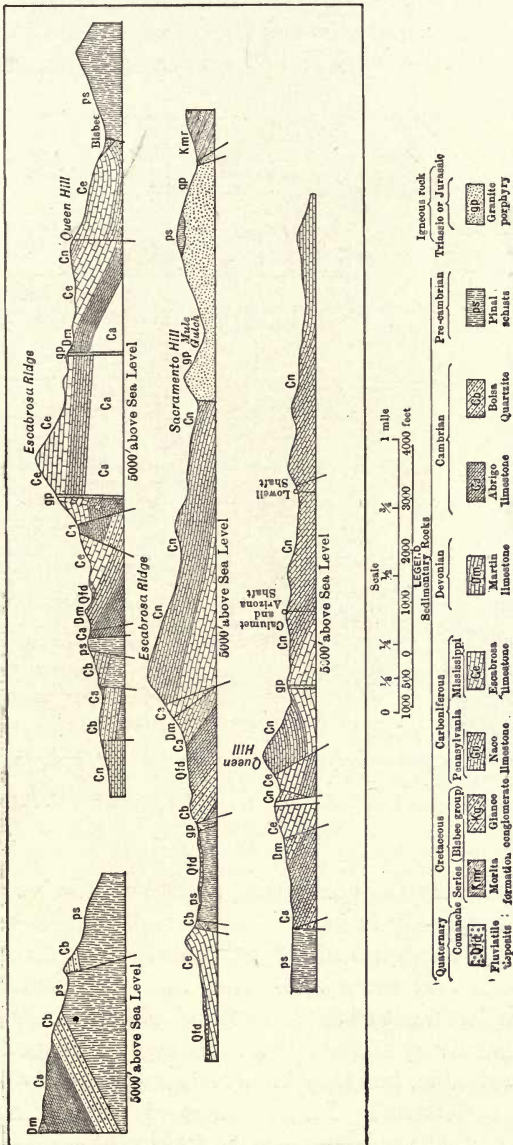 Dm Ca Cb ps Cb ps
5000' above Sea Level
Escabrosa Ridge
Queen Hill
Cn Cb Ca Cb ps Ca Dm Qfd Ce gp Ce Ce gp Dm Ce Cn Ce Bisbee ps
Ca Ca Ca
5000' above Sea Level
Escabrosa Ridge
Sacramento Hill
Mule Gulch
Qfd Ce Cb ps Qfd gp Cb Qfd Ca Dm Cn Cn gp ps gp Kmr
5000' above Sea Level
Queen Hill
Calumet and Arizona Shaft
Lowell Shaft
ps Ca Dm Ce Cn Ce Cn gp Cn Cn Cn
5000' above Sea Level
Scale
0 ⅛ ¼ ½ ¾ 1 mile
1000 500 0 1000 2000 3000 4000 feet
LEGEND
Sedimentary Rocks
Igneous rock
Quaternary Cretaceous Carboniferous Devonian Cambrian Pre-cambrian Triassic or Jurassic
Comanche Series (Bisbee group) Pennsylvania Mississippi
Qfd Kmr Kg Cn Ce Dm Ca Cb ps gp
Fluviatile deposits
Morita formation
Glance conglomerate
Naco limestone
Escabrosa limestone
Martin limestone
Abrigo limestone
Bolsa Quartzite
Pinal schists
Granite porphyry